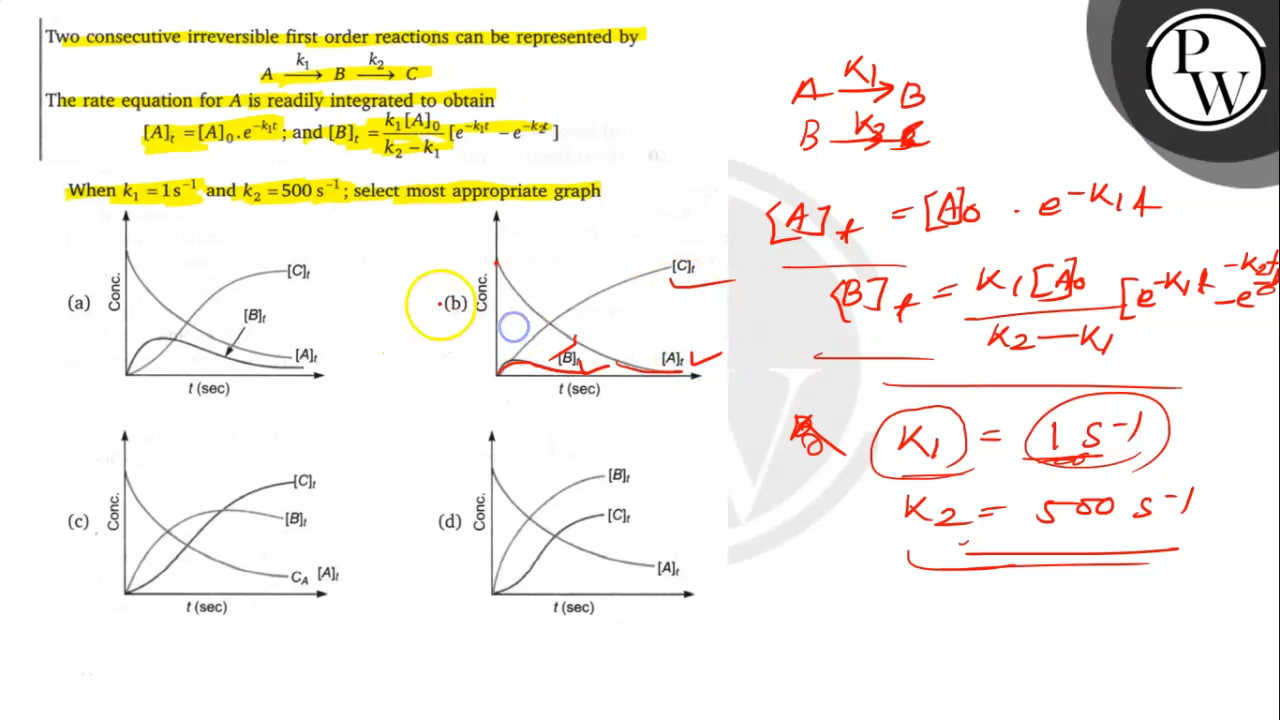 Two consecutive irreversible first order reactions can be represented by
A —k₁→ B —k₂→ C
The rate equation for A is readily integrated to obtain
[A]ₜ = [A]₀ . e^(-k₁t) ; and [B]ₜ = k₁[A]₀ / (k₂ - k₁) [e^(-k₁t) - e^(-k₂t)]
When k₁ = 1 s⁻¹ and k₂ = 500 s⁻¹ ; select most appropriate graph
(a)
Conc.
[C]ₜ
[B]ₜ
[A]ₜ
t (sec)
(b)
Conc.
[C]ₜ
[B]ₜ
[A]ₜ
t (sec)
(c)
Conc.
[C]ₜ
[B]ₜ
C_A [A]ₜ
t (sec)
(d)
Conc.
[B]ₜ
[C]ₜ
[A]ₜ
t (sec)
PW
A —K₁→ B
B
[A]ₜ = [A]₀ . e^(-K₁t)
[B]ₜ = K₁[A]₀ / (K₂ - K₁) [e^(-K₁t) - e^(-K₂t)
K₁ = 1 s⁻¹
K₂ = 500 s⁻¹